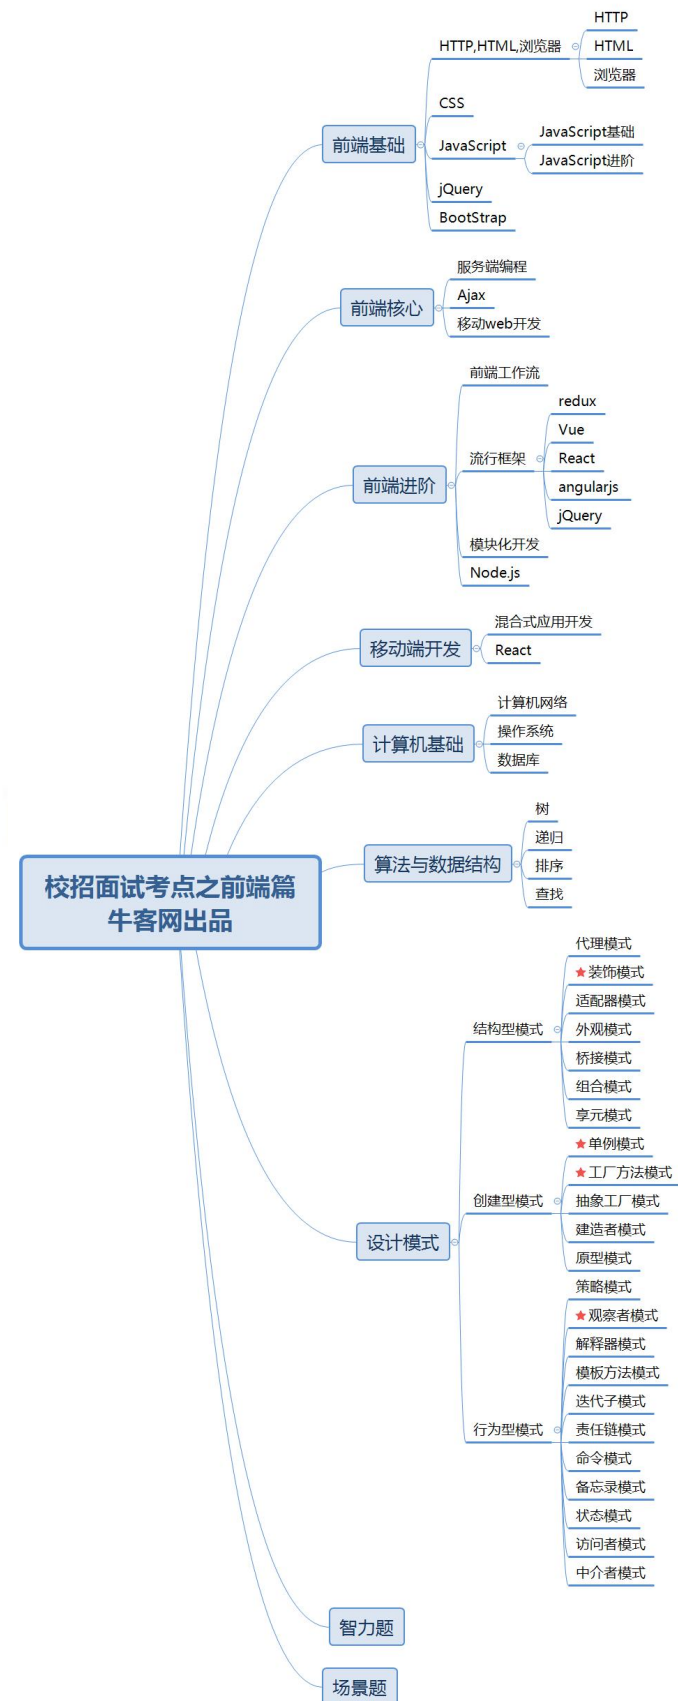 校招面试考点之前端篇
牛客网出品
前端基础
HTTP,HTML,浏览器
HTTP
HTML
浏览器
CSS
JavaScript
JavaScript基础
JavaScript进阶
jQuery
BootStrap
前端核心
服务端编程
Ajax
移动web开发
前端进阶
前端工作流
流行框架
redux
Vue
React
angularjs
jQuery
模块化开发
Node.js
移动端开发
混合式应用开发
React
计算机基础
计算机网络
操作系统
数据库
算法与数据结构
树
递归
排序
查找
设计模式
结构型模式
代理模式
装饰模式
适配器模式
外观模式
桥接模式
组合模式
享元模式
创建型模式
单例模式
工厂方法模式
抽象工厂模式
建造者模式
原型模式
行为型模式
策略模式
观察者模式
解释器模式
模板方法模式
迭代子模式
责任链模式
命令模式
备忘录模式
状态模式
访问者模式
中介者模式
智力题
场景题